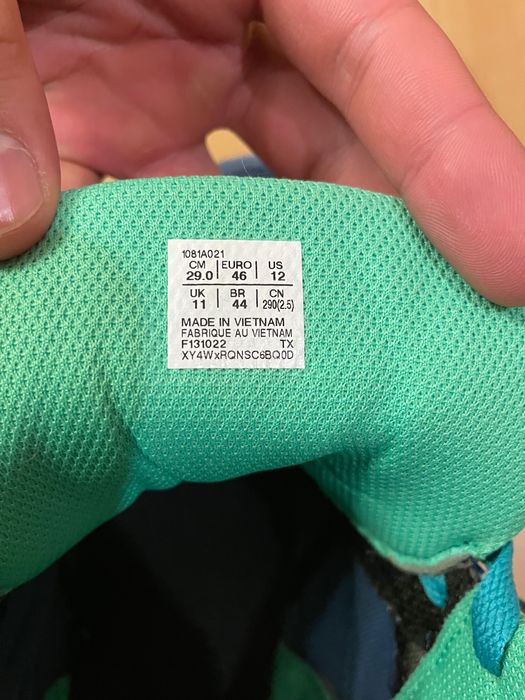 1081A021
CM | EURO | US
29.0 | 46 | 12
UK | BR | CN
11 | 44 | 290(2.5)
MADE IN VIETNAM
FABRIQUE AU VIETNAM
F131022 TX
XY4WxRQNSC6BQ0D